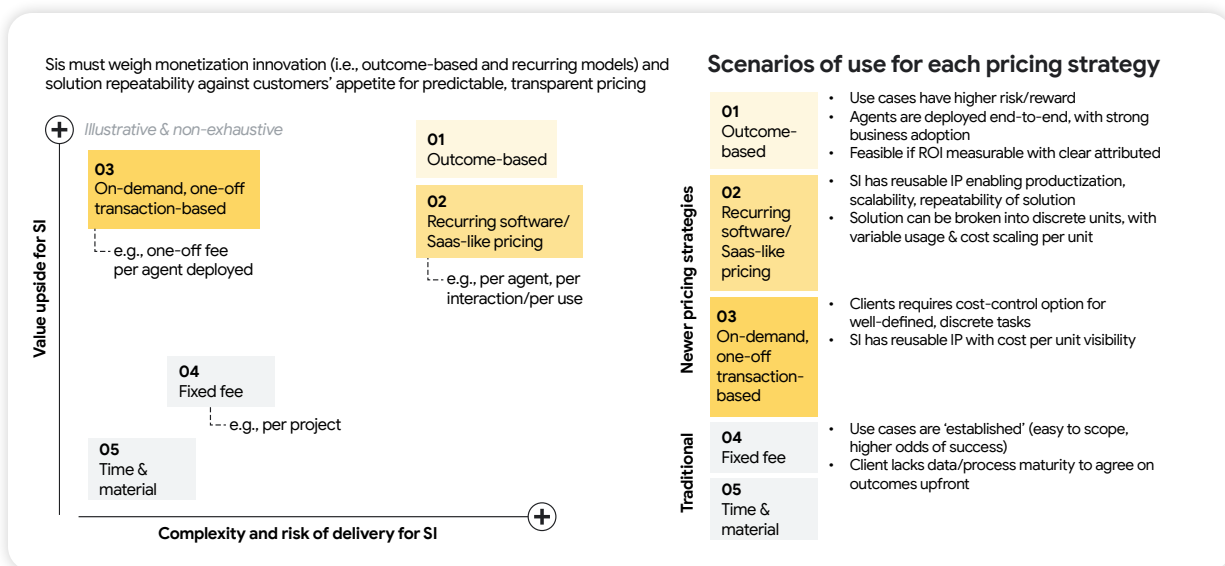 Sis must weigh monetization innovation (i.e., outcome-based and recurring models) and
solution repeatability against customers' appetite for predictable, transparent pricing
Illustrative & non-exhaustive
Value upside for SI
03
On-demand, one-off
transaction-based
e.g., one-off fee
per agent deployed
01
Outcome-based
02
Recurring software/
Saas-like pricing
e.g., per agent, per
interaction/per use
04
Fixed fee
e.g., per project
05
Time &
material
Complexity and risk of delivery for SI
Scenarios of use for each pricing strategy
Newer pricing strategies
01
Outcome-
based
• Use cases have higher risk/reward
• Agents are deployed end-to-end, with strong
business adoption
• Feasible if ROI measurable with clear attributed
02
Recurring
software/
Saas-like
pricing
• SI has reusable IP enabling productization,
scalability, repeatability of solution
• Solution can be broken into discrete units, with
variable usage & cost scaling per unit
03
On-demand,
one-off
transaction-
based
• Clients requires cost-control option for
well-defined, discrete tasks
• SI has reusable IP with cost per unit visibility
Traditional
04
Fixed fee
05
Time &
material
• Use cases are ‘established’ (easy to scope,
higher odds of success)
• Client lacks data/process maturity to agree on
outcomes upfront